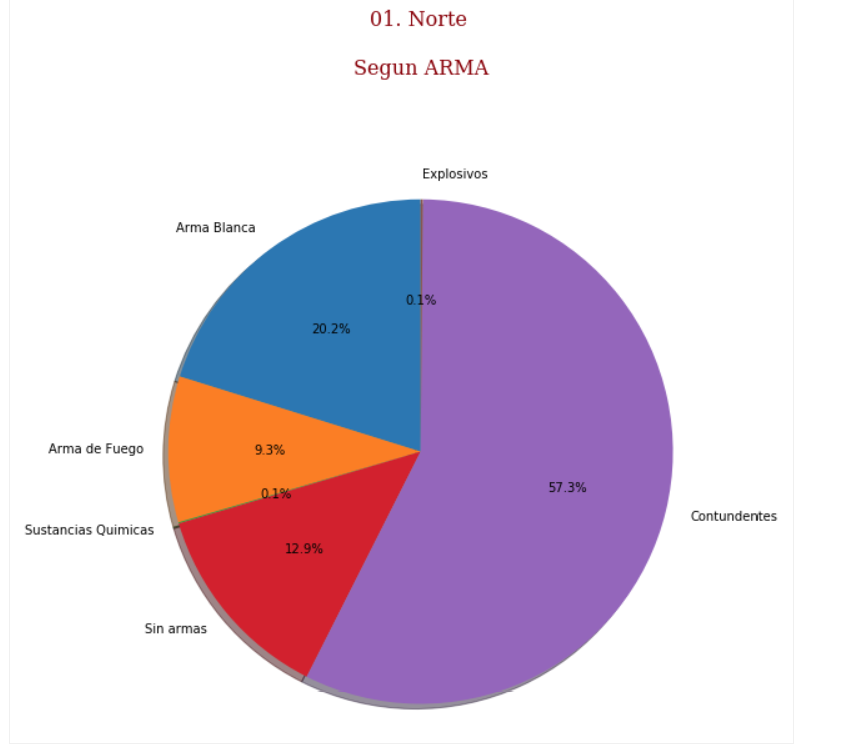 01. Norte
Segun ARMA
Explosivos
Arma Blanca
0.1%
20.2%
Arma de Fuego
9.3%
57.3%
0.1%
Contundentes
Sustancias Quimicas
12.9%
Sin armas